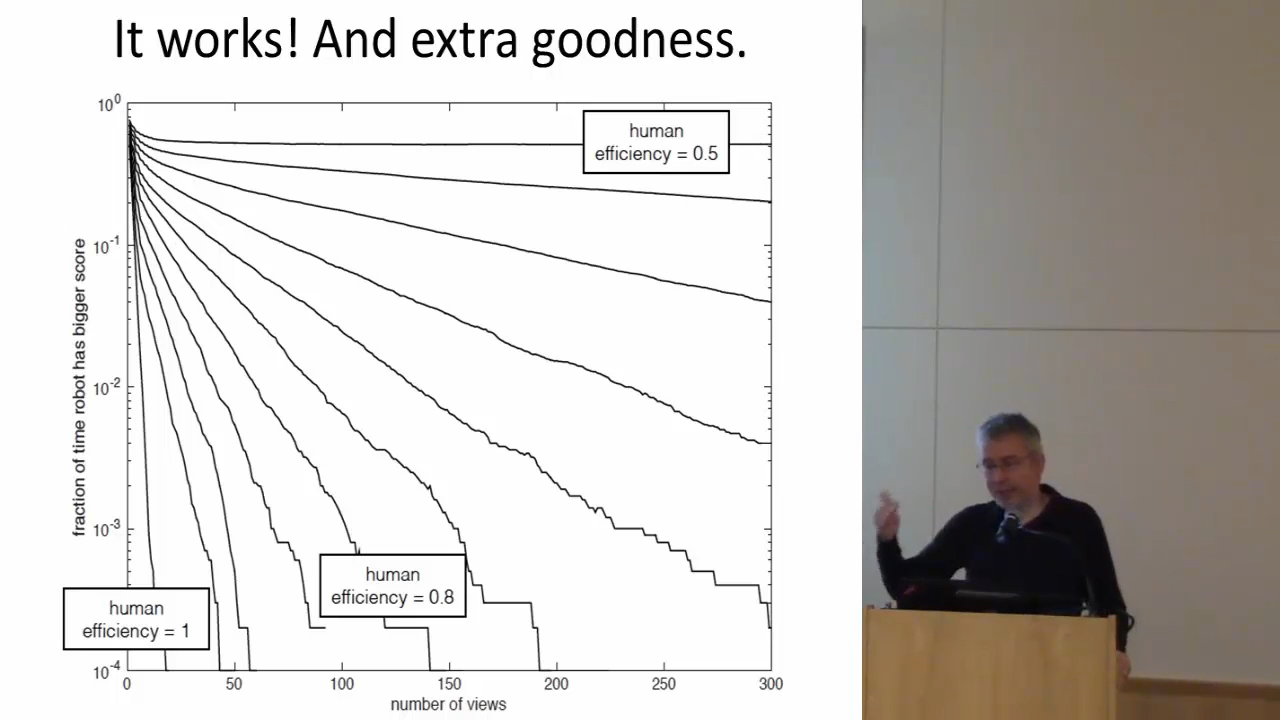 It works! And extra goodness.
10^0
human
efficiency = 0.5
10^-1
fraction of time robot has bigger score
10^-2
10^-3
human
efficiency = 0.8
human
efficiency = 1
10^-4
0 50 100 150 200 250 300
number of views